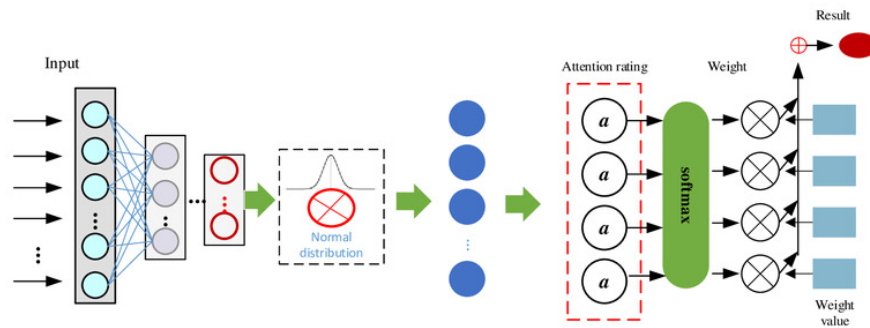 Input
Normal
distribution
Attention rating
a
a
a
a
softmax
Weight
Result
Weight
value